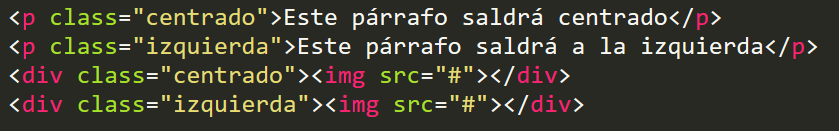 <p class="centrado">Este párrafo saldrá centrado</p>
<p class="izquierda">Este párrafo saldrá a la izquierda</p>
<div class="centrado"><img src="#"></div>
<div class="izquierda"><img src="#"></div>